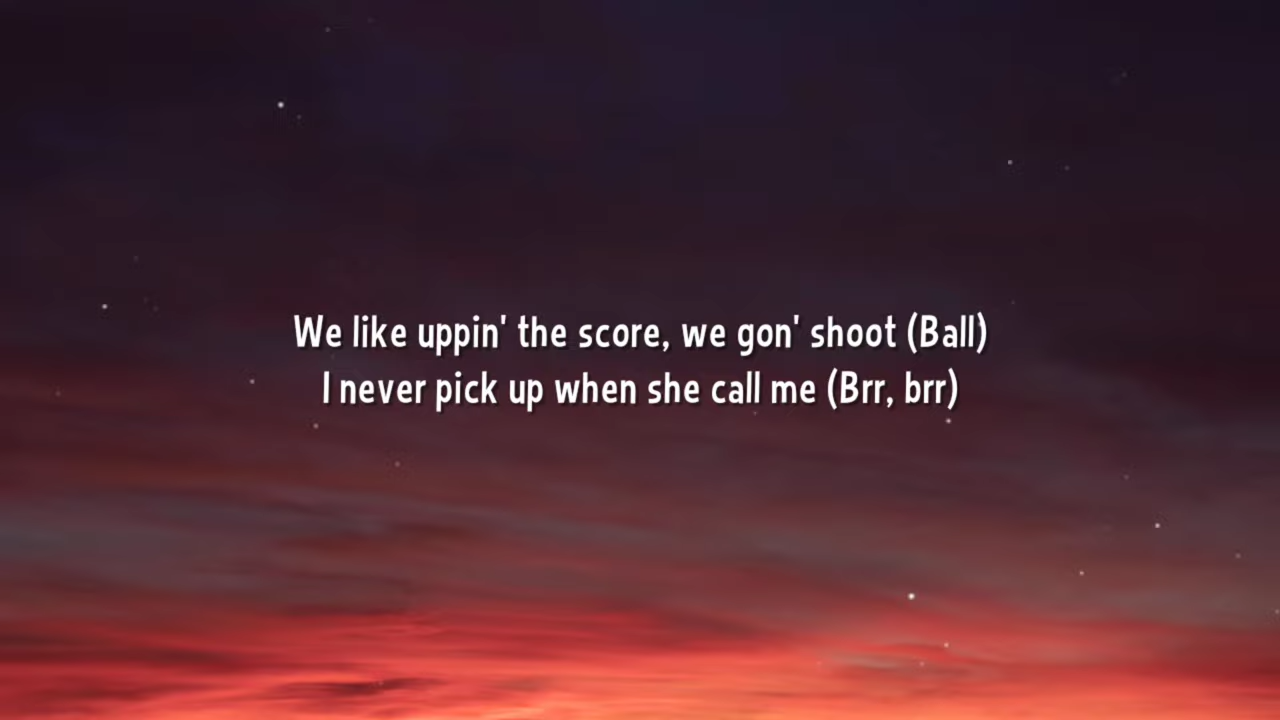 We like uppin' the score, we gon' shoot (Ball)
I never pick up when she call me (Brr, brr)